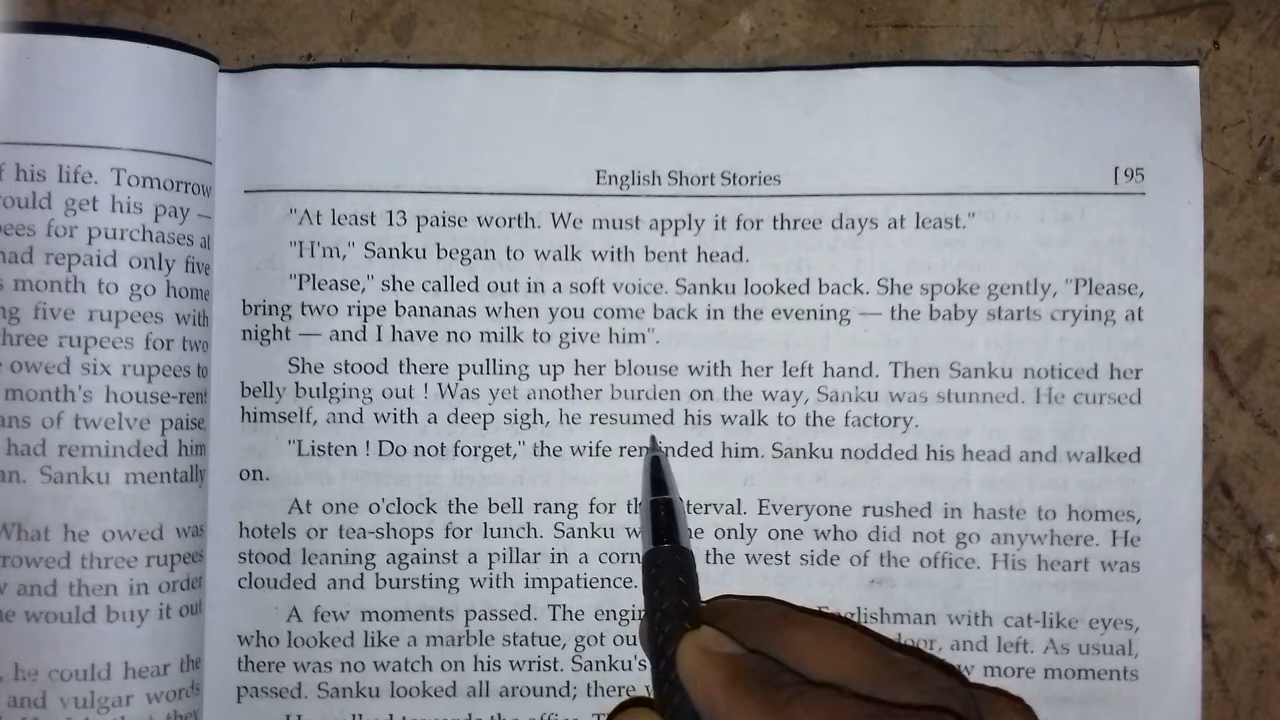 f his life. Tomorrow
ould get his pay —
ees for purchases at
had repaid only five
s month to go home
ng five rupees with
hree rupees for two
owed six rupees to
month's house-rent
ans of twelve paise,
had reminded him
an. Sanku mentally
What he owed was
rowed three rupees
v and then in order
ne would buy it out
, he could hear the
and vulgar words
they
English Short Stories [ 95
"At least 13 paise worth. We must apply it for three days at least."
"H'm," Sanku began to walk with bent head.
"Please," she called out in a soft voice. Sanku looked back. She spoke gently, "Please,
bring two ripe bananas when you come back in the evening — the baby starts crying at
night — and I have no milk to give him".
She stood there pulling up her blouse with her left hand. Then Sanku noticed her
belly bulging out ! Was yet another burden on the way, Sanku was stunned. He cursed
himself, and with a deep sigh, he resumed his walk to the factory.
"Listen ! Do not forget," the wife reminded him. Sanku nodded his head and walked
on.
At one o'clock the bell rang for th terval. Everyone rushed in haste to homes,
hotels or tea-shops for lunch. Sanku w e only one who did not go anywhere. He
stood leaning against a pillar in a corn the west side of the office. His heart was
clouded and bursting with impatience.
A few moments passed. The engin Englishman with cat-like eyes,
who looked like a marble statue, got ou door, and left. As usual,
there was no watch on his wrist. Sanku's w more moments
passed. Sanku looked all around; there